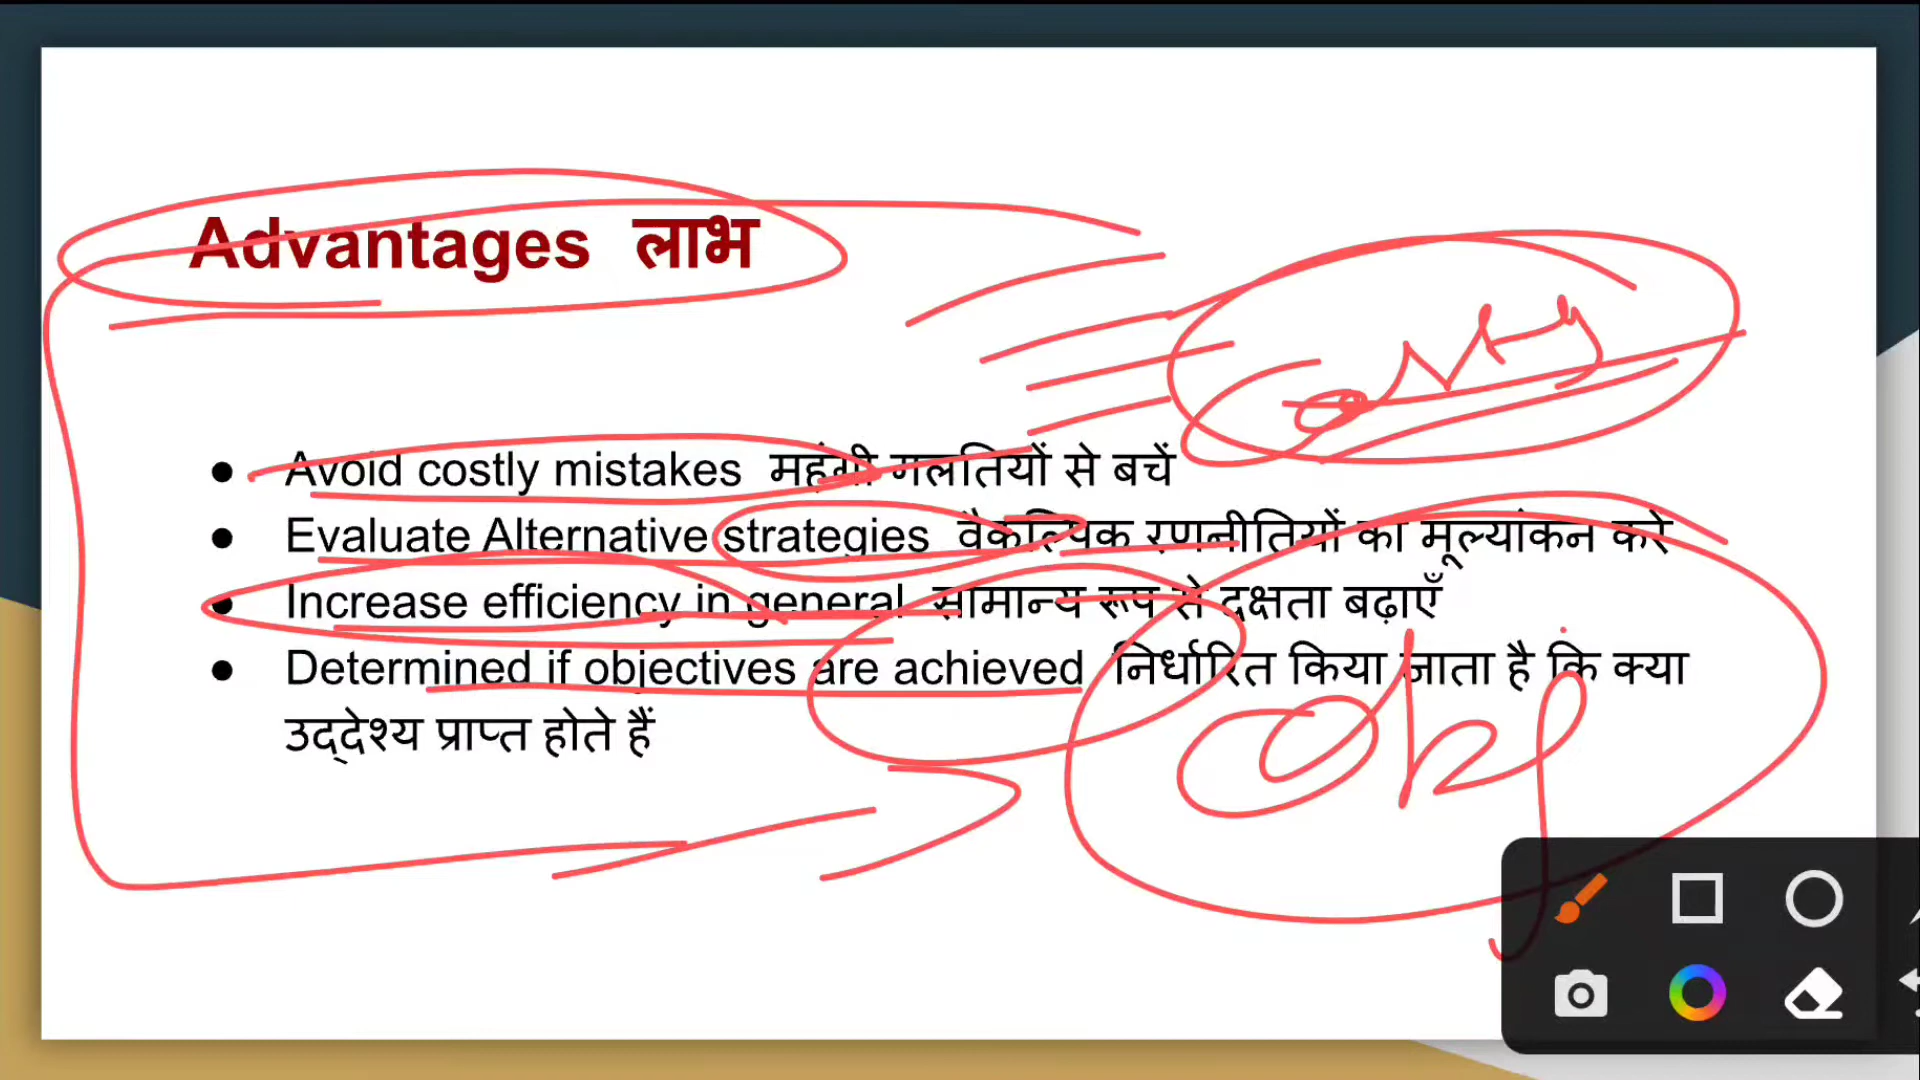 Advantages लाभ
Avoid costly mistakes महंगी गलतियों से बचें
Evaluate Alternative strategies वैकल्पिक रणनीतियों का मूल्यांकन करे
Increase efficiency in general सामान्य रूप से दक्षता बढ़ाएँ
Determined if objectives are achieved निर्धारित किया जाता है कि क्या
उद्देश्य प्राप्त होते हैं
Obj